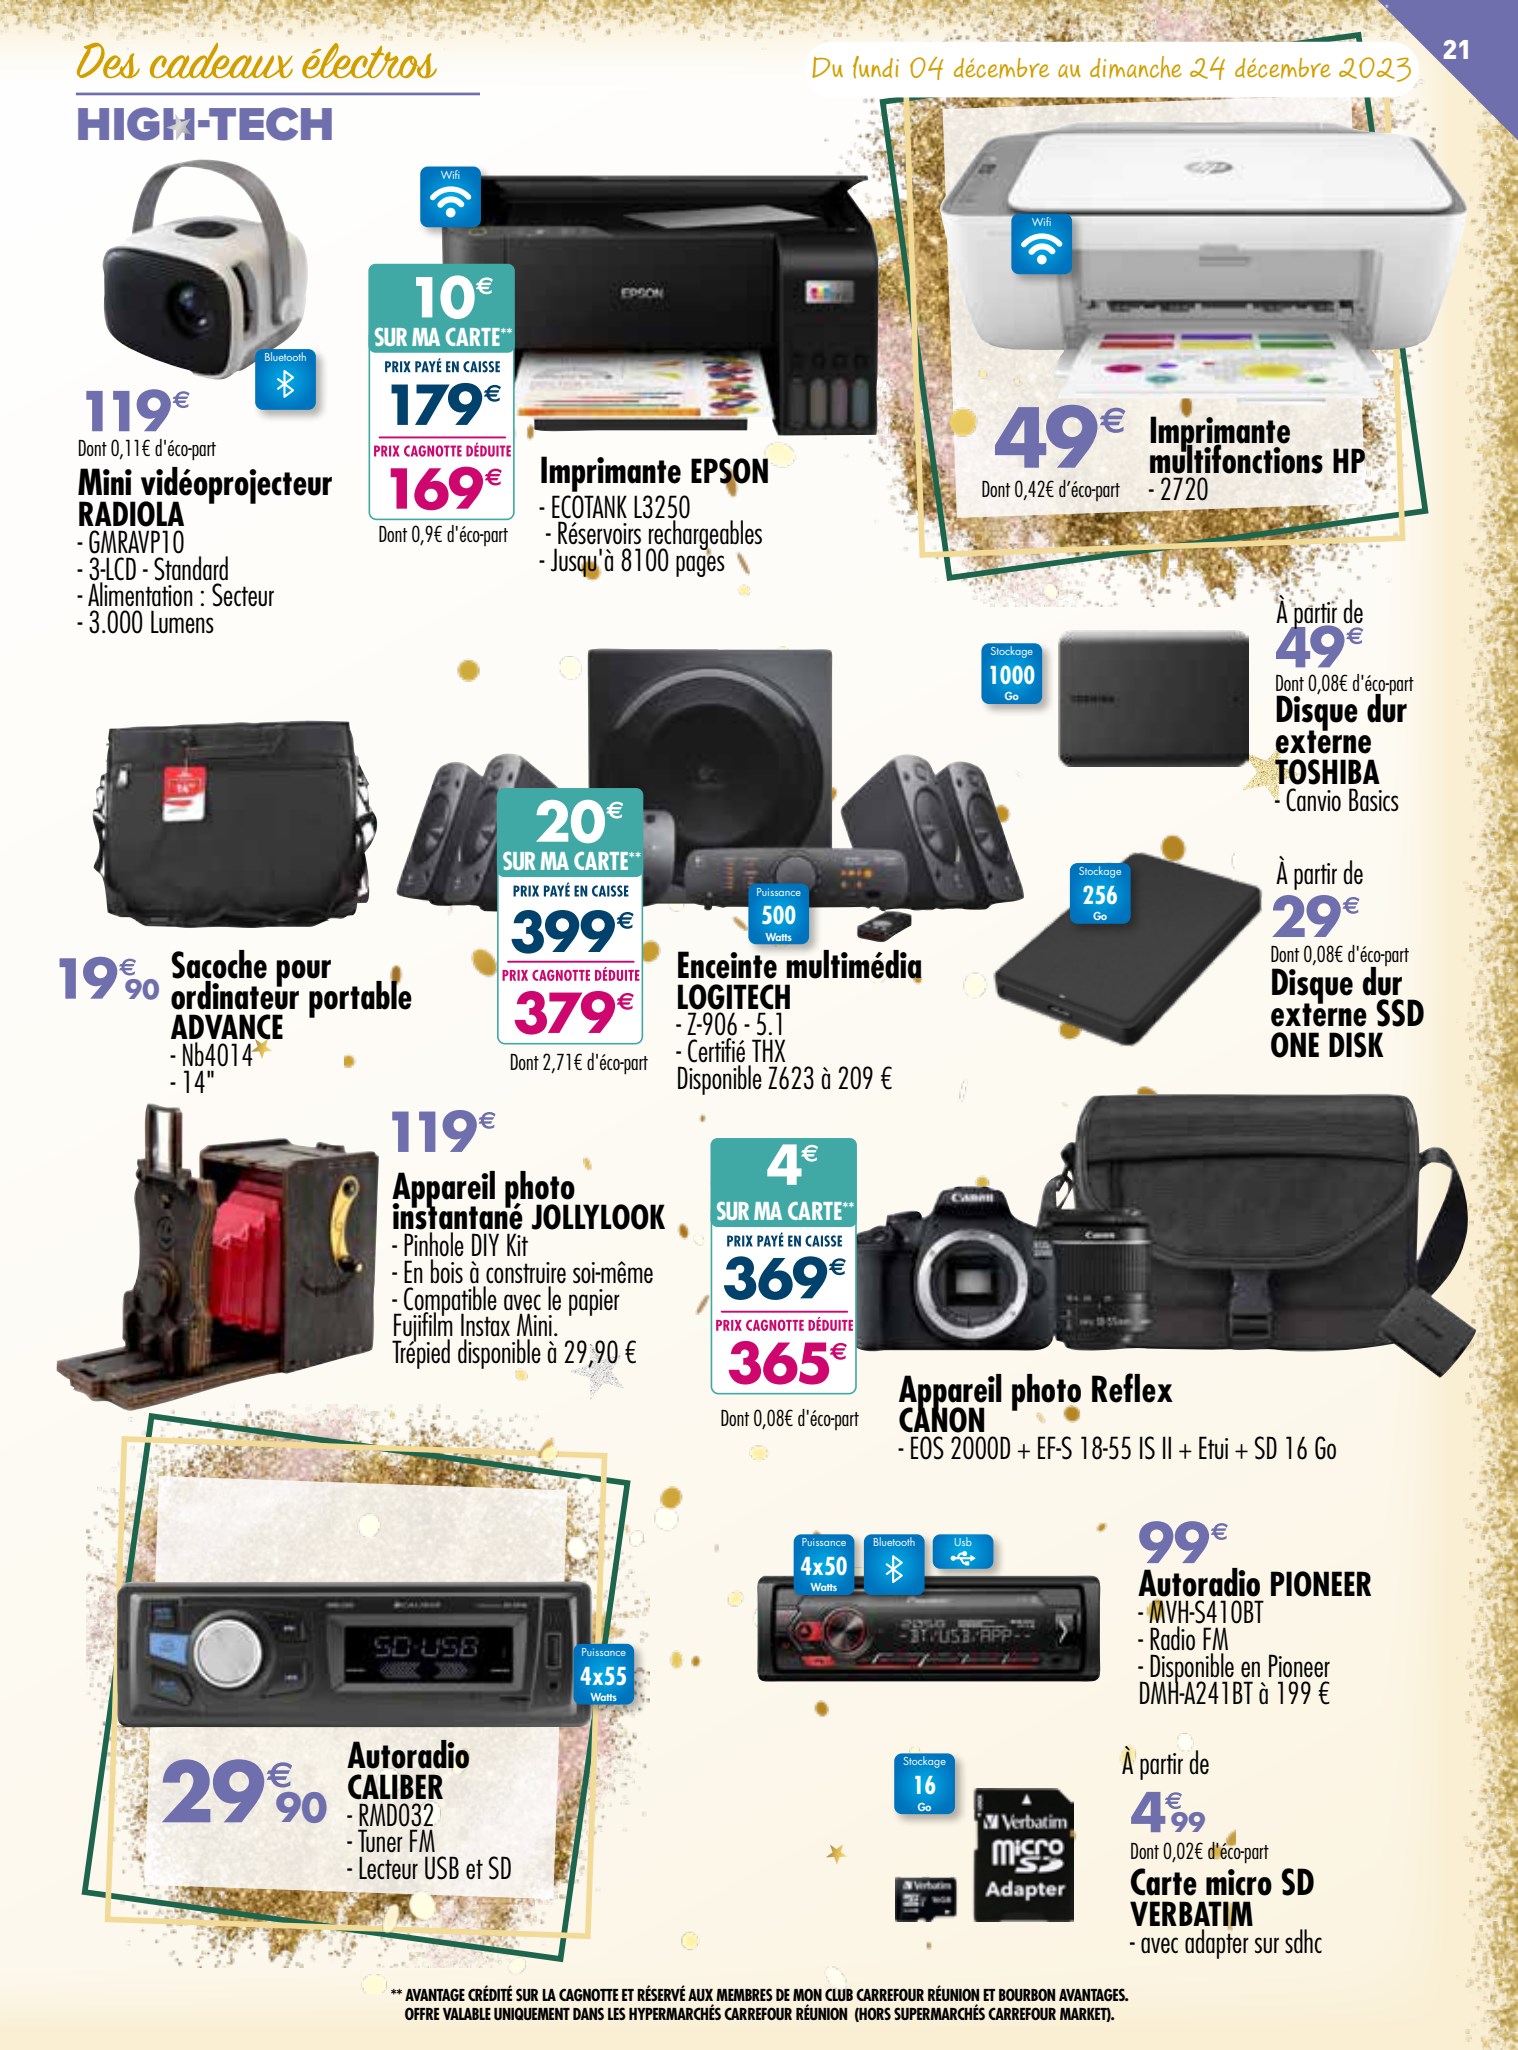 Des cadeaux électros
Du lundi 04 décembre au dimanche 24 décembre 2023
21
HIGH-TECH
Bluetooth
119€
Dont 0,11€ d'éco-part
Mini vidéoprojecteur
RADIOLA
- GMRAVP10
- 3-LCD - Standard
- Alimentation : Secteur
- 3.000 Lumens
Wifi
EPSON
10€
SUR MA CARTE**
PRIX PAYÉ EN CAISSE
179€
PRIX CAGNOTTE DÉDUITE
169€
Dont 0,9€ d'éco-part
Imprimante EPSON
- ECOTANK L3250
- Réservoirs rechargeables
- Jusqu'à 8100 pages
hp
Wifi
49€
Dont 0,42€ d’éco-part
Imprimante
multifonctions HP
- 2720
Stockage
1000
Go
TOSHIBA
À partir de
49€
Dont 0,08€ d'éco-part
Disque dur
externe
TOSHIBA
- Canvio Basics
19€90
Sacoche pour
ordinateur portable
ADVANCE
- Nb4014
- 14"
20€
SUR MA CARTE**
PRIX PAYÉ EN CAISSE
399€
PRIX CAGNOTTE DÉDUITE
379€
Dont 2,71€ d'éco-part
Puissance
500
Watts
Enceinte multimédia
LOGITECH
- Z-906 - 5.1
- Certifié THX
Disponible Z623 à 209 €
Stockage
256
Go
À partir de
29€
Dont 0,08€ d'éco-part
Disque dur
externe SSD
ONE DISK
119€
Appareil photo
instantané JOLLYLOOK
- Pinhole DIY Kit
- En bois à construire soi-même
- Compatible avec le papier
Fujifilm Instax Mini.
Trépied disponible à 29,90 €
4€
SUR MA CARTE**
PRIX PAYÉ EN CAISSE
369€
PRIX CAGNOTTE DÉDUITE
365€
Dont 0,08€ d'éco-part
Canon
Canon
Appareil photo Reflex
CANON
- EOS 2000D + EF-S 18-55 IS II + Etui + SD 16 Go
CALIBER
SD-USB
Puissance
4x55
Watts
29€90
Autoradio
CALIBER
- RMD032
- Tuner FM
- Lecteur USB et SD
Puissance
4x50
Watts
Bluetooth
Usb
Pioneer
BT/USB/APP--
99€
Autoradio PIONEER
- MVH-S410BT
- Radio FM
- Disponible en Pioneer
DMH-A241BT à 199 €
Stockage
16
Go
Verbatim
16GB
Verbatim
micro
SD
Adapter
À partir de
4€99
Dont 0,02€ d'éco-part
Carte micro SD
VERBATIM
- avec adapter sur sdhc
** AVANTAGE CRÉDITÉ SUR LA CAGNOTTE ET RÉSERVÉ AUX MEMBRES DE MON CLUB CARREFOUR RÉUNION ET BOURBON AVANTAGES.
OFFRE VALABLE UNIQUEMENT DANS LES HYPERMARCHÉS CARREFOUR RÉUNION (HORS SUPERMARCHÉS CARREFOUR MARKET).